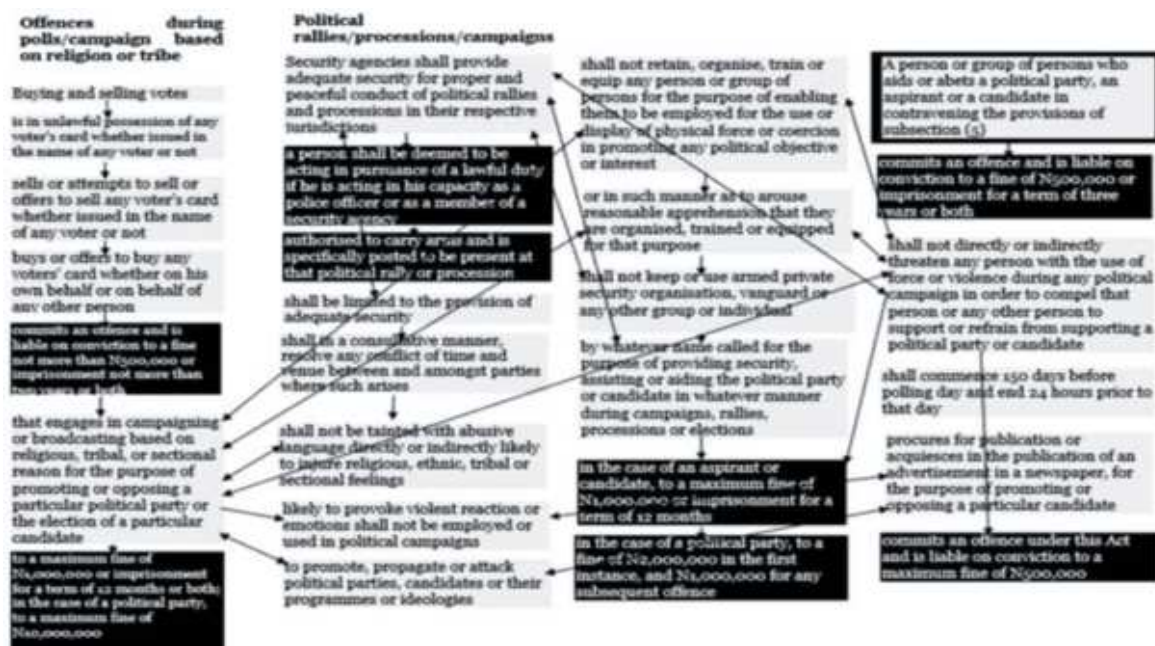 Offences during
polls/campaign based
on religion or tribe
Buying and selling votes
is in unlawful possession of any
voter's card whether issued in
the name of any voter or not
sells or attempts to sell or
offers to sell any voter's card
whether issued in the name
of any voter or not
buys or offers to buy any
voters' card whether on his
own behalf or on behalf of
any other person
commits an offence and is
liable on conviction to a fine
not more than N500,000 or
imprisonment not more than
two years or both
that engages in campaigning
or broadcasting based on
religious, tribal, or sectional
reason for the purpose of
promoting or opposing a
particular political party or
the election of a particular
candidate
to a maximum fine of
N1,000,000 or imprisonment
for a term of 12 months or both;
in the case of a political party,
to a maximum fine of
N10,000,000
Political
rallies/processions/campaigns
Security agencies shall provide
adequate security for proper and
peaceful conduct of political rallies
and processions in their respective
jurisdictions
a person shall be deemed to be
acting in pursuance of a lawful duty
if he is acting in his capacity as a
police officer or as a member of a
security agency
authorised to carry arms and is
specifically posted to be present at
that political rally or procession
shall be limited to the provision of
adequate security
shall in a consultative manner,
resolve any conflict of time and
venue between and amongst parties
where such arises
shall not be tainted with abusive
language directly or indirectly likely
to injure religious, ethnic, tribal or
sectional feelings
likely to provoke violent reaction or
emotions shall not be employed or
used in political campaigns
to promote, propagate or attack
political parties, candidates or their
programmes or ideologies
shall not retain, organise, train or
equip any person or group of
persons for the purpose of enabling
them to be employed for the use or
display of physical force or coercion
in promoting any political objective
or interest
or in such manner as to arouse
reasonable apprehension that they
are organised, trained or equipped
for that purpose
shall not keep or use armed private
security organisation, vanguard or
any other group or individual
by whatever name called for the
purpose of providing security,
assisting or aiding the political party
or candidate in whatever manner
during campaigns, rallies,
processions or elections
in the case of an aspirant or
candidate, to a maximum fine of
N1,000,000 or imprisonment for a
term of 12 months
in the case of a political party, to a
fine of N2,000,000 in the first
instance, and N1,000,000 for any
subsequent offence
A person or group of persons who
aids or abets a political party, an
aspirant or a candidate in
contravening the provisions of
subsection (5)
commits an offence and is liable on
conviction to a fine of N500,000 or
imprisonment for a term of three
years or both
shall not directly or indirectly
threaten any person with the use of
force or violence during any political
campaign in order to compel that
person or any other person to
support or refrain from supporting a
political party or candidate
shall commence 150 days before
polling day and end 24 hours prior to
that day
procures for publication or
acquiesces in the publication of an
advertisement in a newspaper, for
the purpose of promoting or
opposing a particular candidate
commits an offence under this Act
and is liable on conviction to a
maximum fine of N500,000